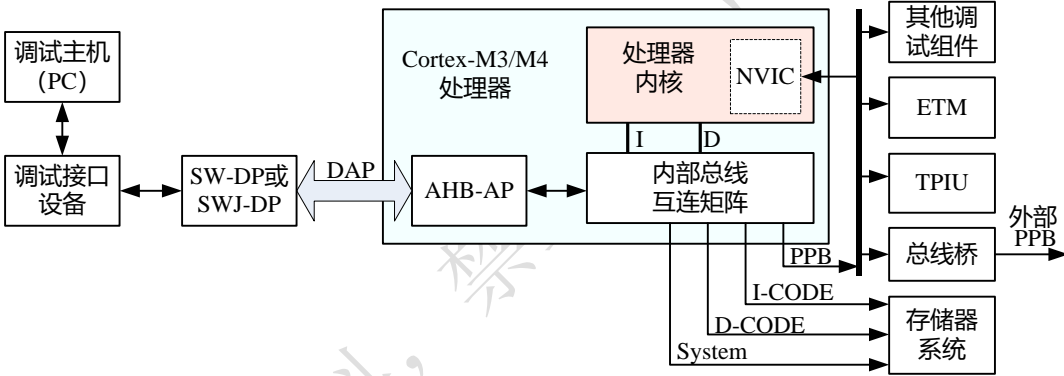 调试主机
(PC)
调试接口
设备
SW-DP或
SWJ-DP
DAP
Cortex-M3/M4
处理器
AHB-AP
处理器
内核
NVIC
I
D
内部总线
互连矩阵
PPB
I-CODE
D-CODE
System
其他调
试组件
ETM
TPIU
总线桥
外部
PPB
存储器
系统
禁